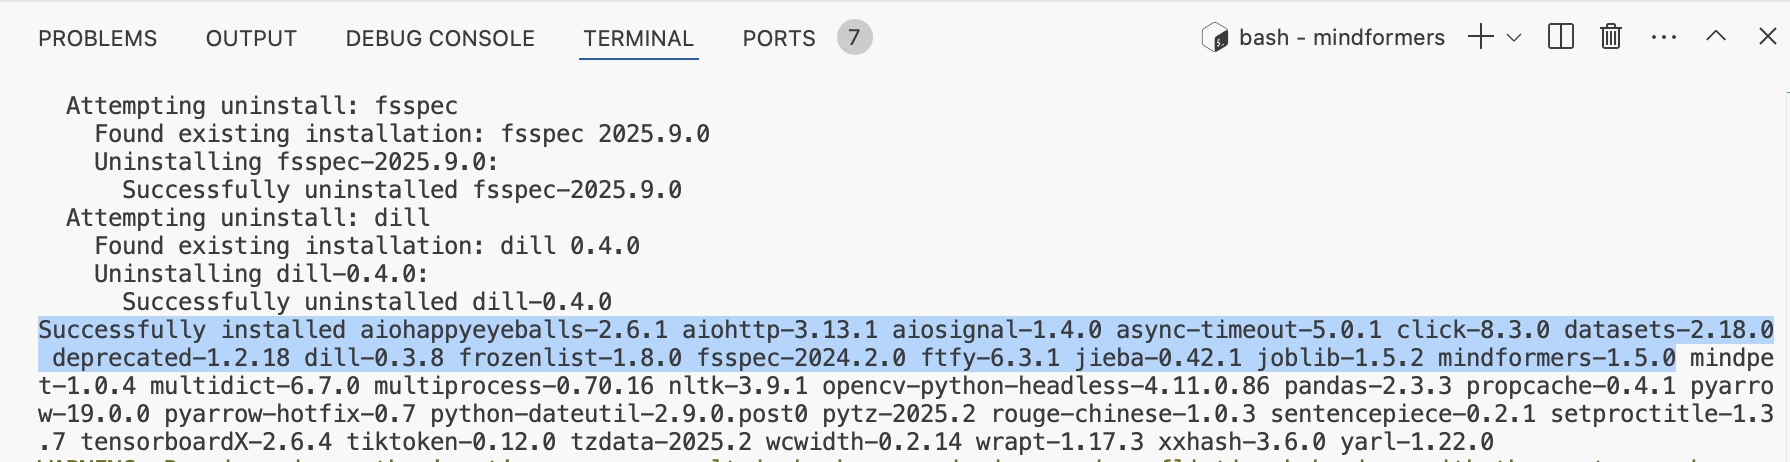 PROBLEMS OUTPUT DEBUG CONSOLE TERMINAL PORTS 7 bash - mindformers
Attempting uninstall: fsspec
Found existing installation: fsspec 2025.9.0
Uninstalling fsspec-2025.9.0:
Successfully uninstalled fsspec-2025.9.0
Attempting uninstall: dill
Found existing installation: dill 0.4.0
Uninstalling dill-0.4.0:
Successfully uninstalled dill-0.4.0
Successfully installed aiohappyeyeballs-2.6.1 aiohttp-3.13.1 aiosignal-1.4.0 async-timeout-5.0.1 click-8.3.0 datasets-2.18.0
deprecated-1.2.18 dill-0.3.8 frozenlist-1.8.0 fsspec-2024.2.0 ftfy-6.3.1 jieba-0.42.1 joblib-1.5.2 mindformers-1.5.0 mindpe
t-1.0.4 multidict-6.7.0 multiprocess-0.70.16 nltk-3.9.1 opencv-python-headless-4.11.0.86 pandas-2.3.3 propcache-0.4.1 pyarro
w-19.0.0 pyarrow-hotfix-0.7 python-dateutil-2.9.0.post0 pytz-2025.2 rouge-chinese-1.0.3 sentencepiece-0.2.1 setproctitle-1.3
.7 tensorboardX-2.6.4 tiktoken-0.12.0 tzdata-2025.2 wcwidth-0.2.14 wrapt-1.17.3 xxhash-3.6.0 yarl-1.22.0